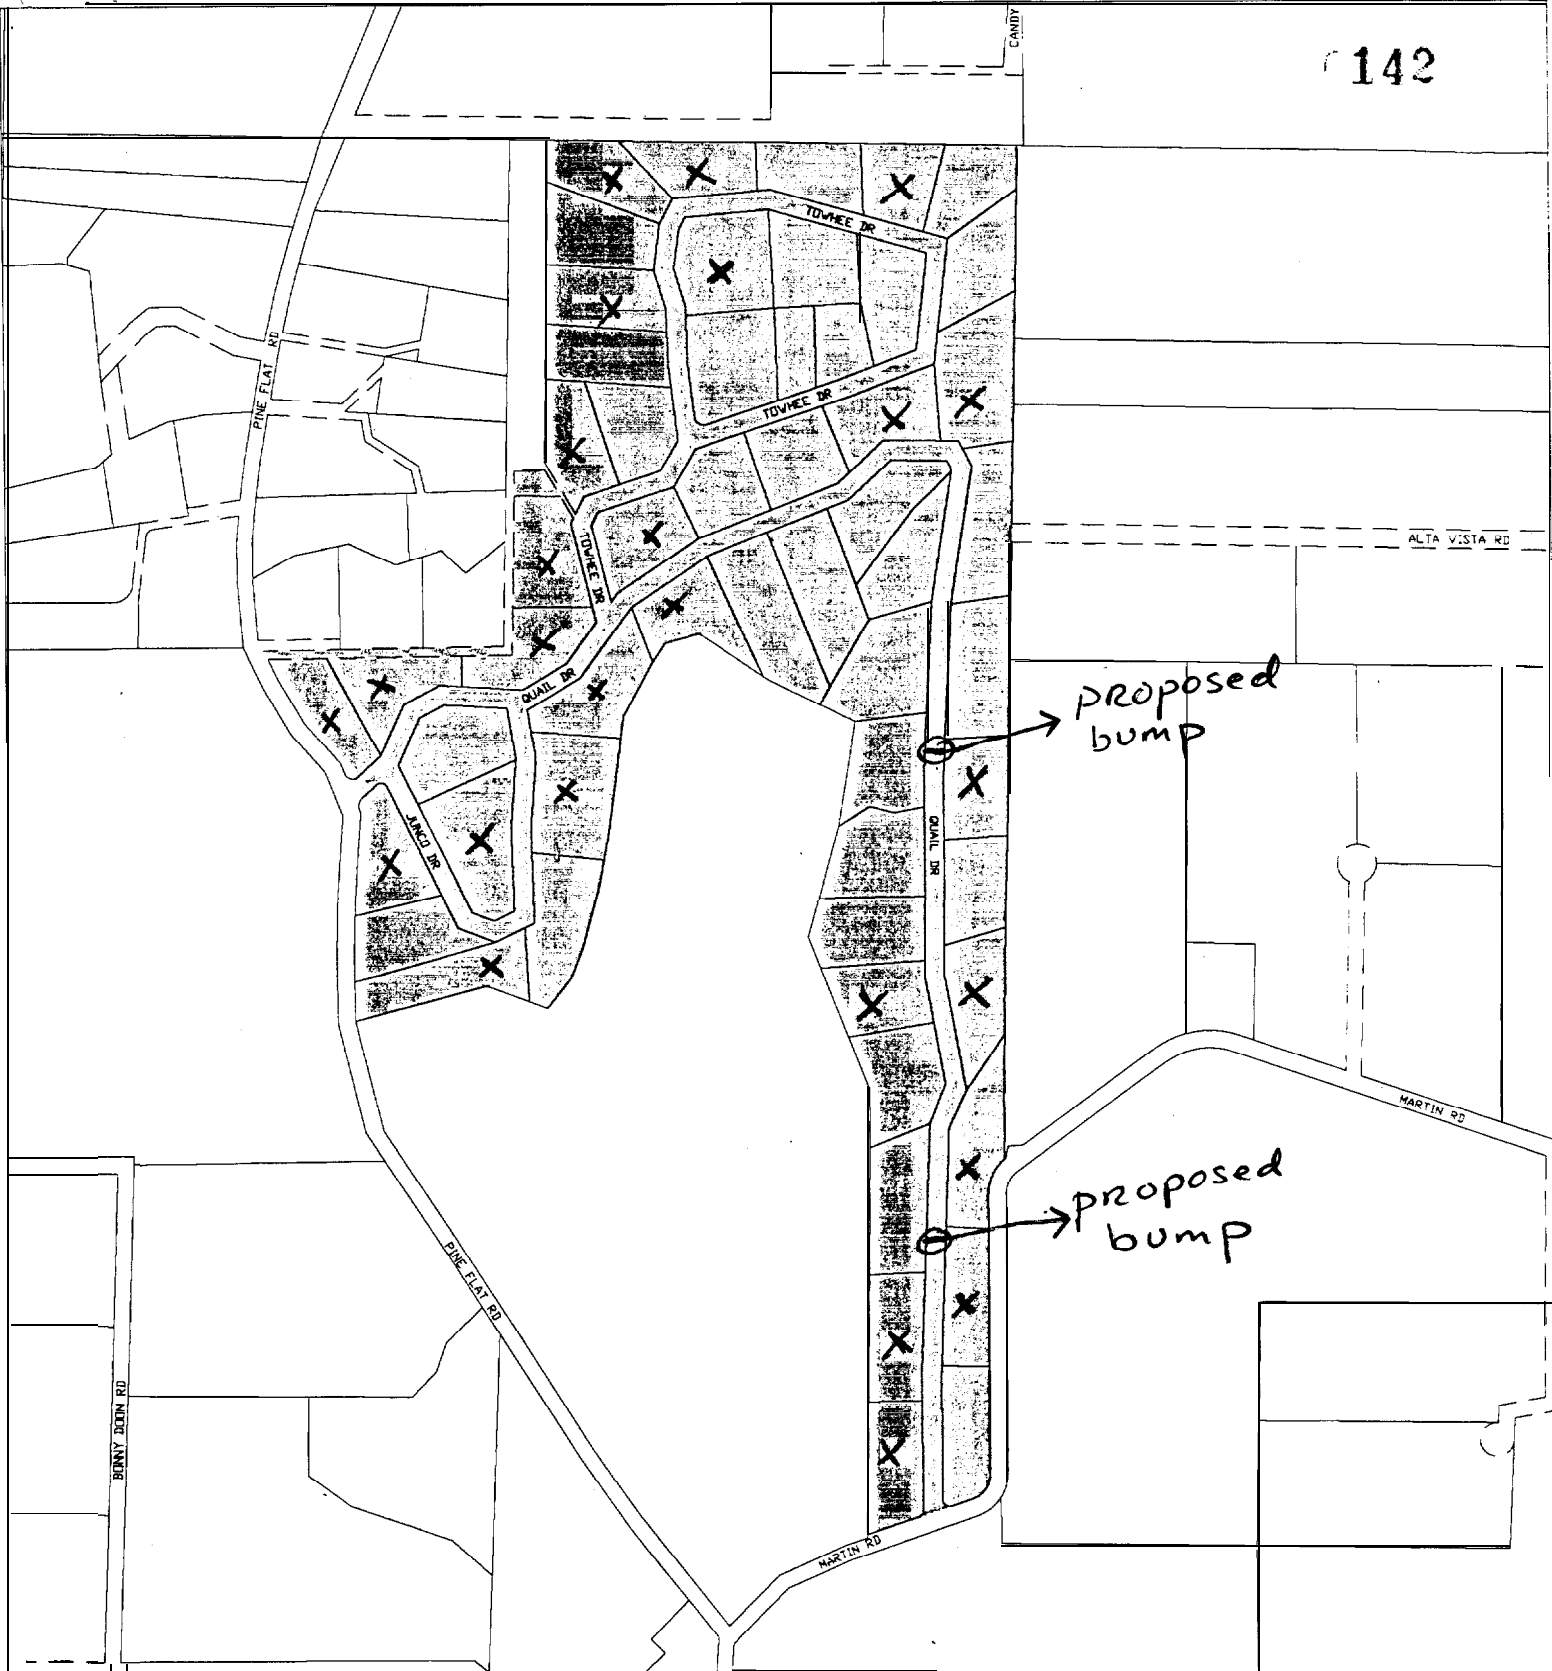 CANDY
142
TOWHEE DR
PINE FLAT RD
TOWHEE DR
ALTA VISTA RD
TOWHEE DR
QUAIL DR
proposed
bump
JUNCO DR
QUAIL DR
MARTIN RD
proposed
bump
PINE FLAT RD
BONNY DOON RD
MARTIN RD